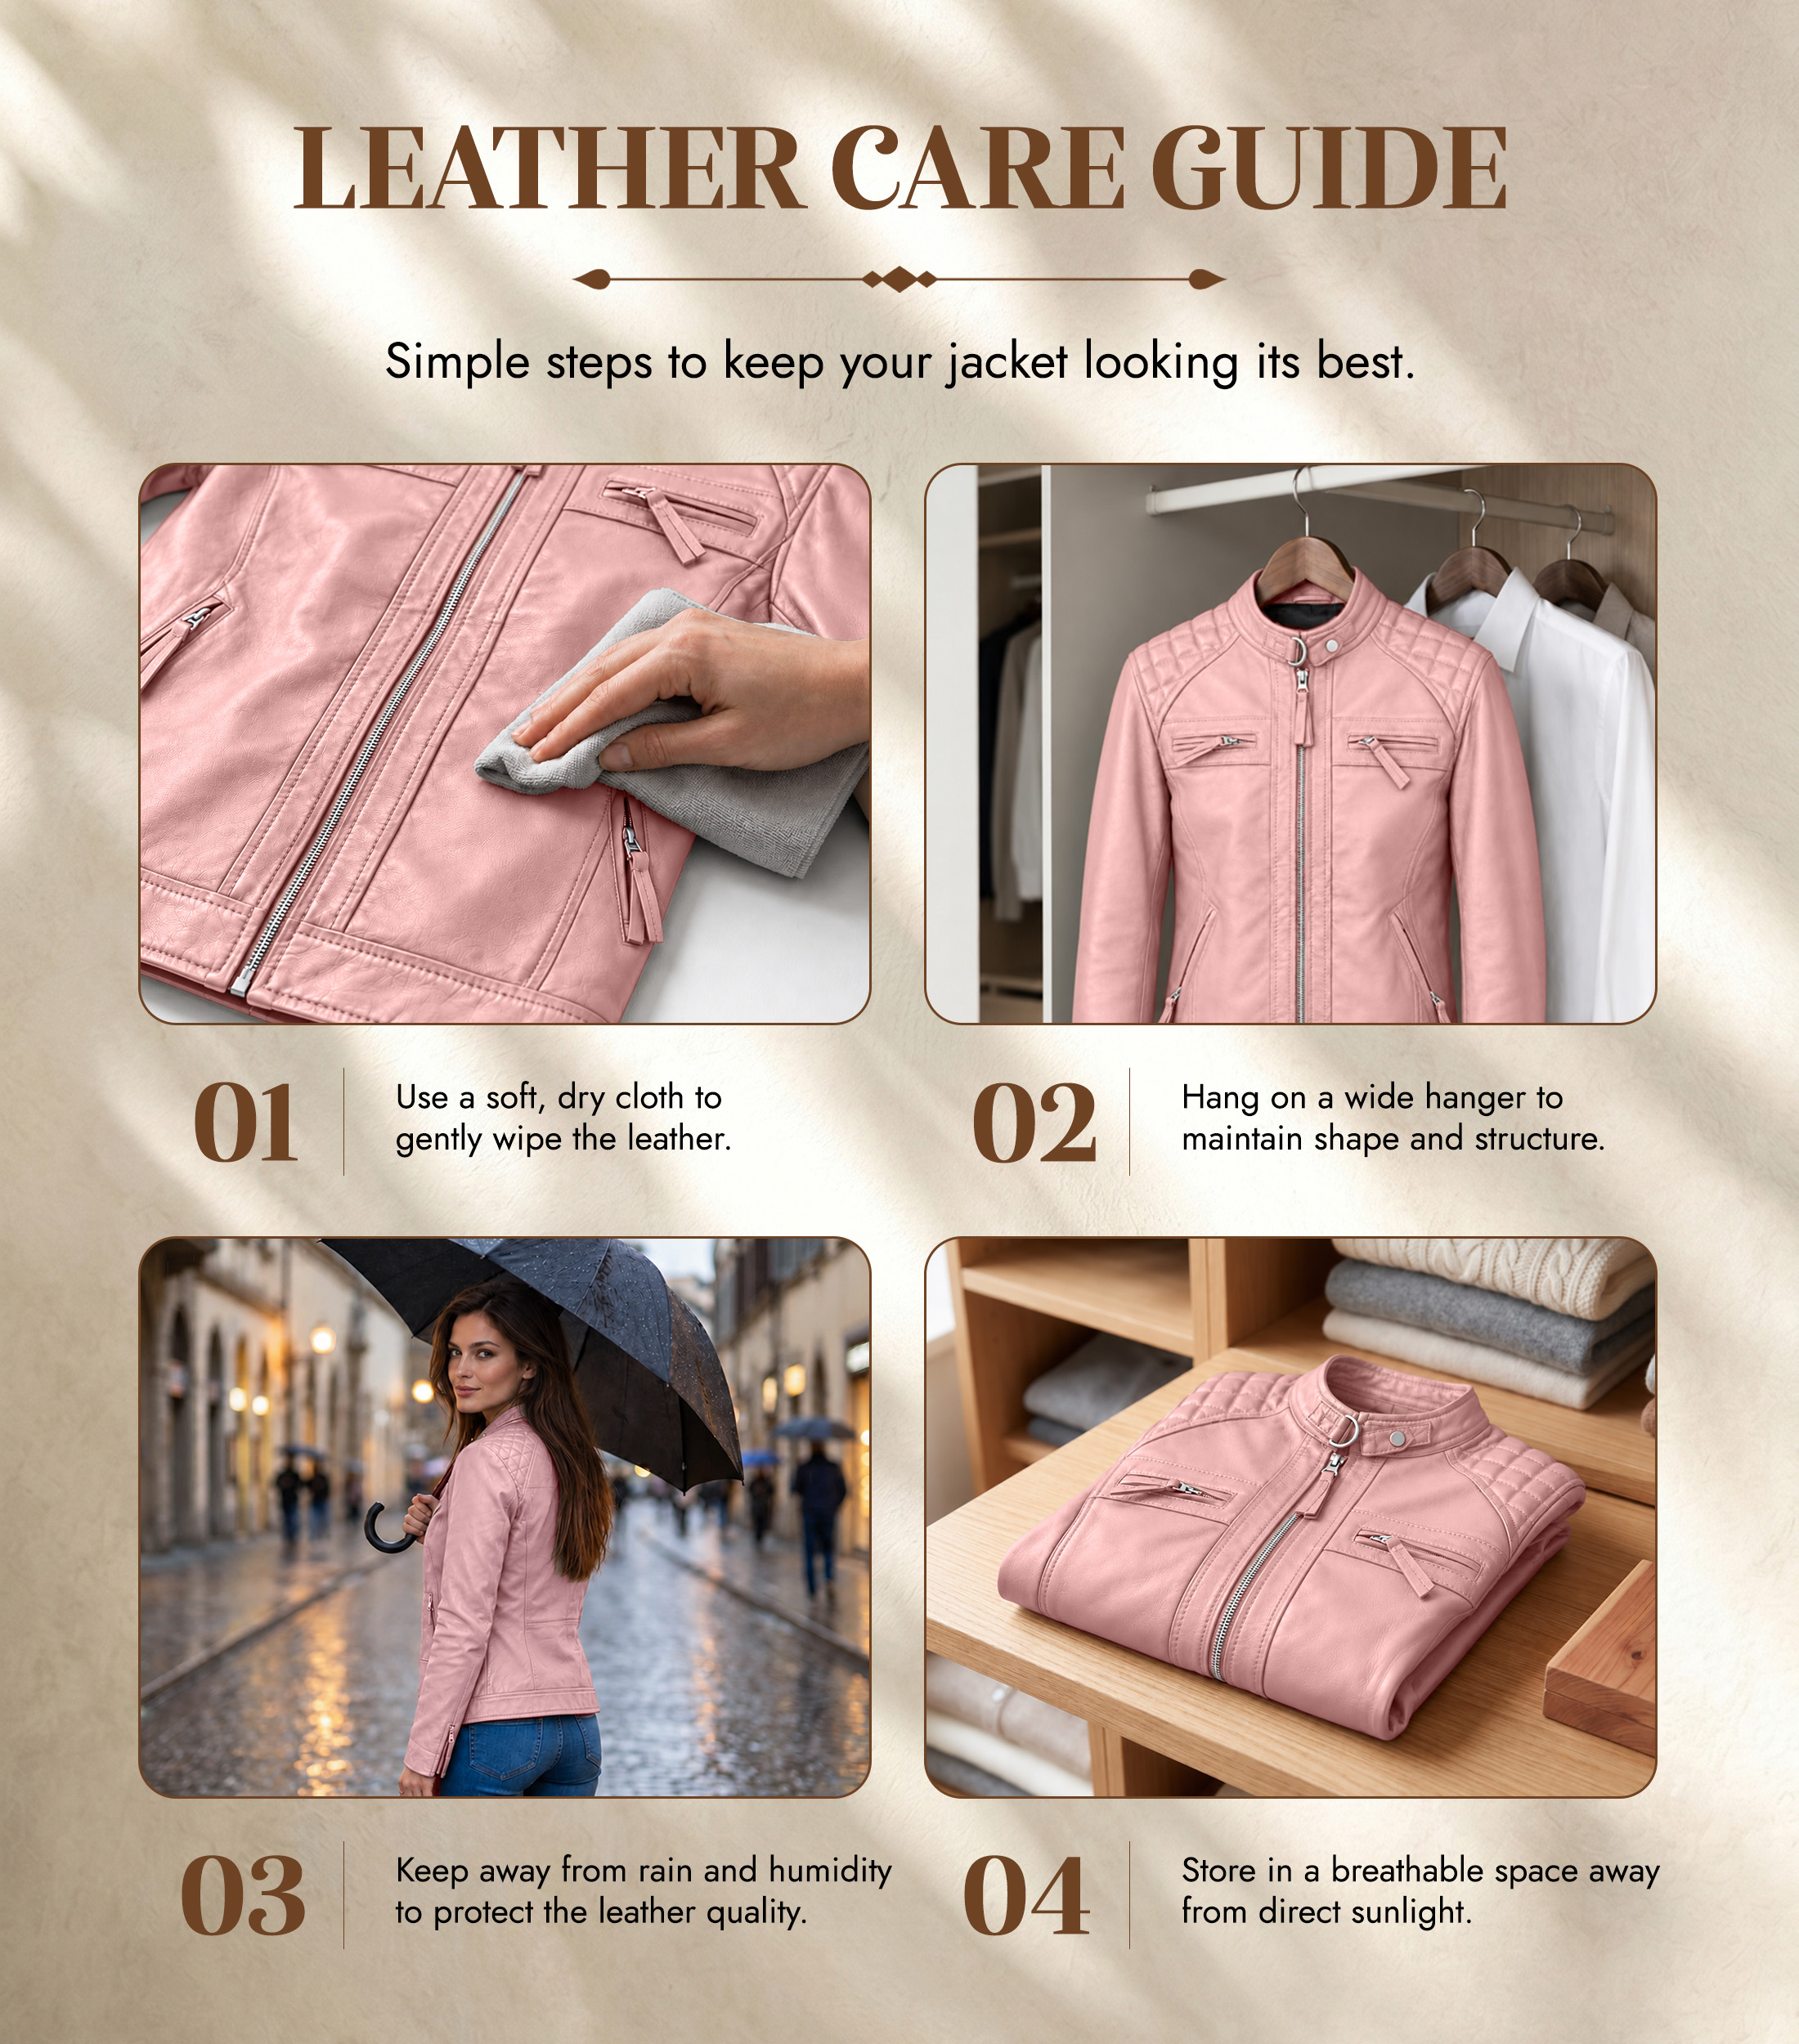 LEATHER CARE GUIDE
Simple steps to keep your jacket looking its best.
01
Use a soft, dry cloth to
gently wipe the leather.
02
Hang on a wide hanger to
maintain shape and structure.
03
Keep away from rain and humidity
to protect the leather quality.
04
Store in a breathable space away
from direct sunlight.